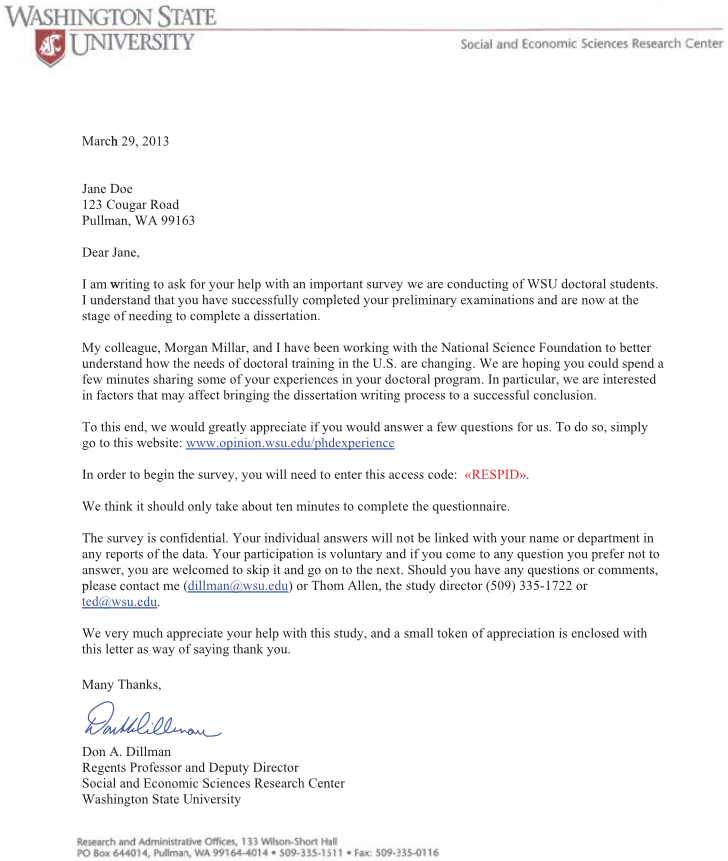 WASHINGTON STATE
UNIVERSITY
Social and Economic Sciences Research Center
March 29, 2013
Jane Doe
123 Cougar Road
Pullman, WA 99163
Dear Jane,
I am writing to ask for your help with an important survey we are conducting of WSU doctoral students.
I understand that you have successfully completed your preliminary examinations and are now at the
stage of needing to complete a dissertation.
My colleague, Morgan Millar, and I have been working with the National Science Foundation to better
understand how the needs of doctoral training in the U.S. are changing. We are hoping you could spend a
few minutes sharing some of your experiences in your doctoral program. In particular, we are interested
in factors that may affect bringing the dissertation writing process to a successful conclusion.
To this end, we would greatly appreciate if you would answer a few questions for us. To do so, simply
go to this website: www.opinion.wsu.edu/phdexperience
In order to begin the survey, you will need to enter this access code: «RESPID».
We think it should only take about ten minutes to complete the questionnaire.
The survey is confidential. Your individual answers will not be linked with your name or department in
any reports of the data. Your participation is voluntary and if you come to any question you prefer not to
answer, you are welcomed to skip it and go on to the next. Should you have any questions or comments,
please contact me (dillman@wsu.edu) or Thom Allen, the study director (509) 335-1722 or
ted@wsu.edu.
We very much appreciate your help with this study, and a small token of appreciation is enclosed with
this letter as way of saying thank you.
Many Thanks,
Don A. Dillman
Regents Professor and Deputy Director
Social and Economic Sciences Research Center
Washington State University
Research and Administrative Offices, 133 Wilson-Short Hall
PO Box 644014, Pullman, WA 99164-4014 • 509-335-1511 • Fax: 509-335-0116